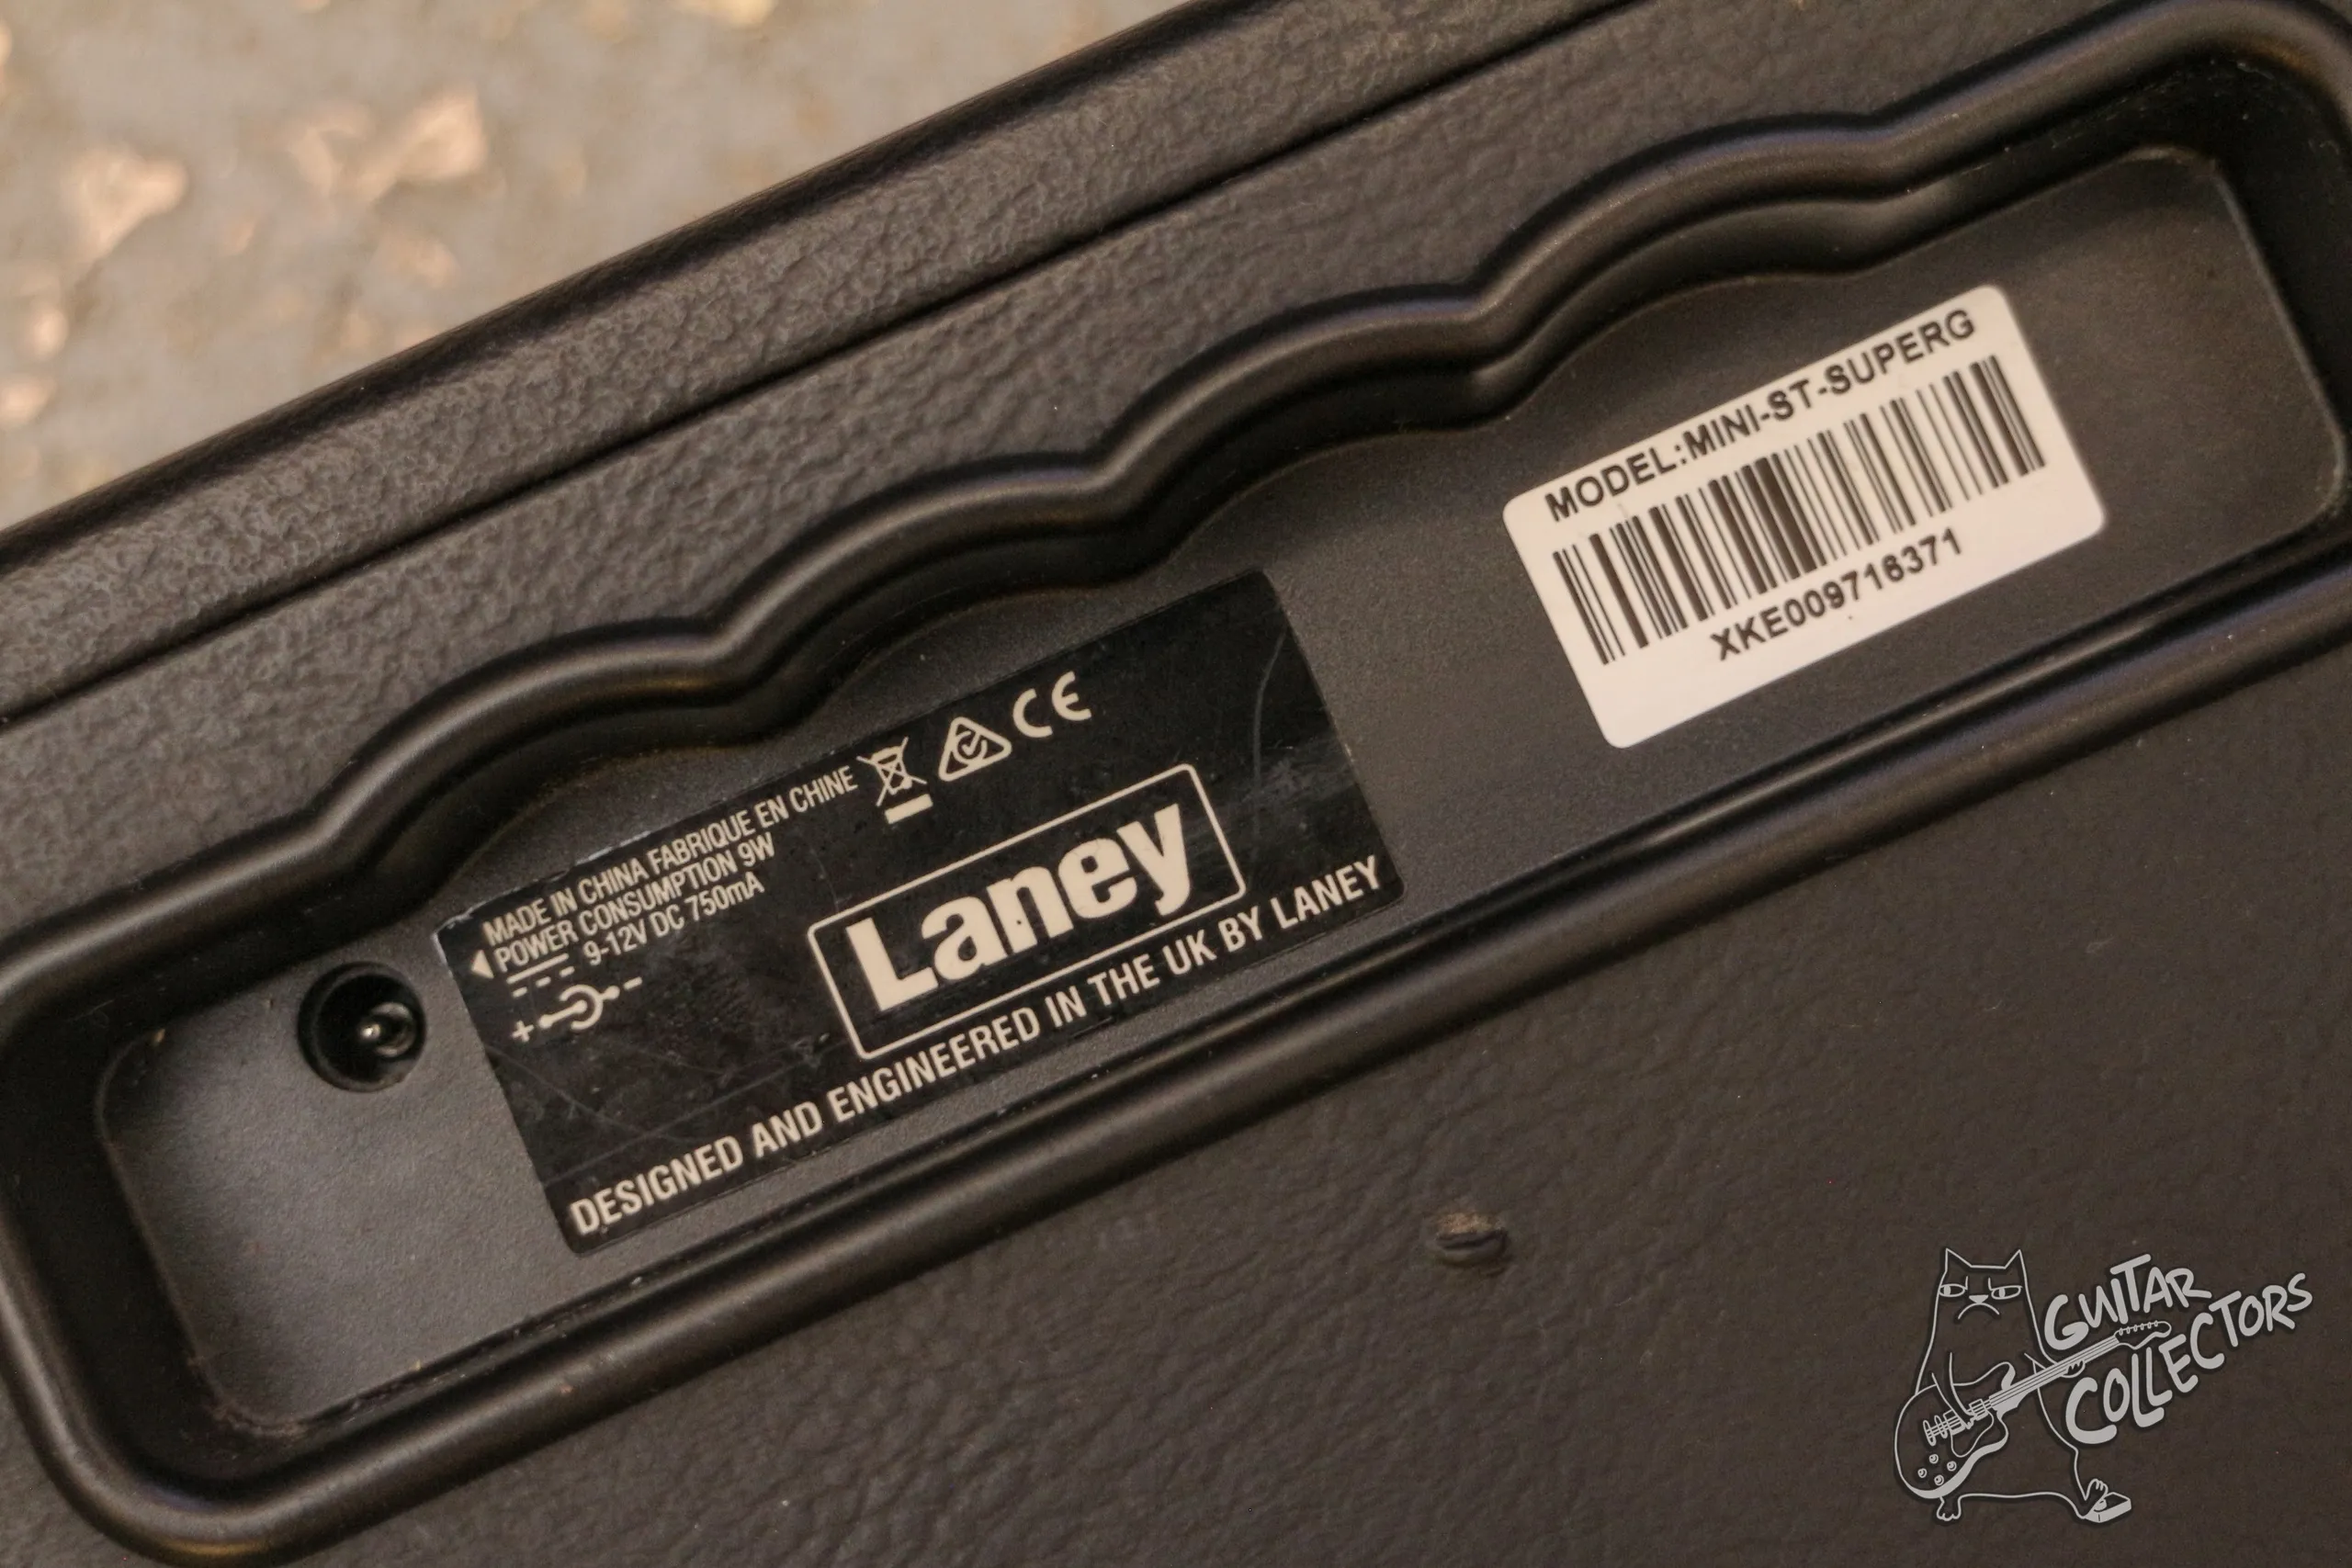 MODEL:MINI-ST-SUPERG
XKE009716371
MADE IN CHINA FABRIQUE EN CHINE
POWER CONSUMPTION 9W
9-12V DC 750mA
+ -
CE
Laney
DESIGNED AND ENGINEERED IN THE UK BY LANEY
GUITAR
COLLECTORS